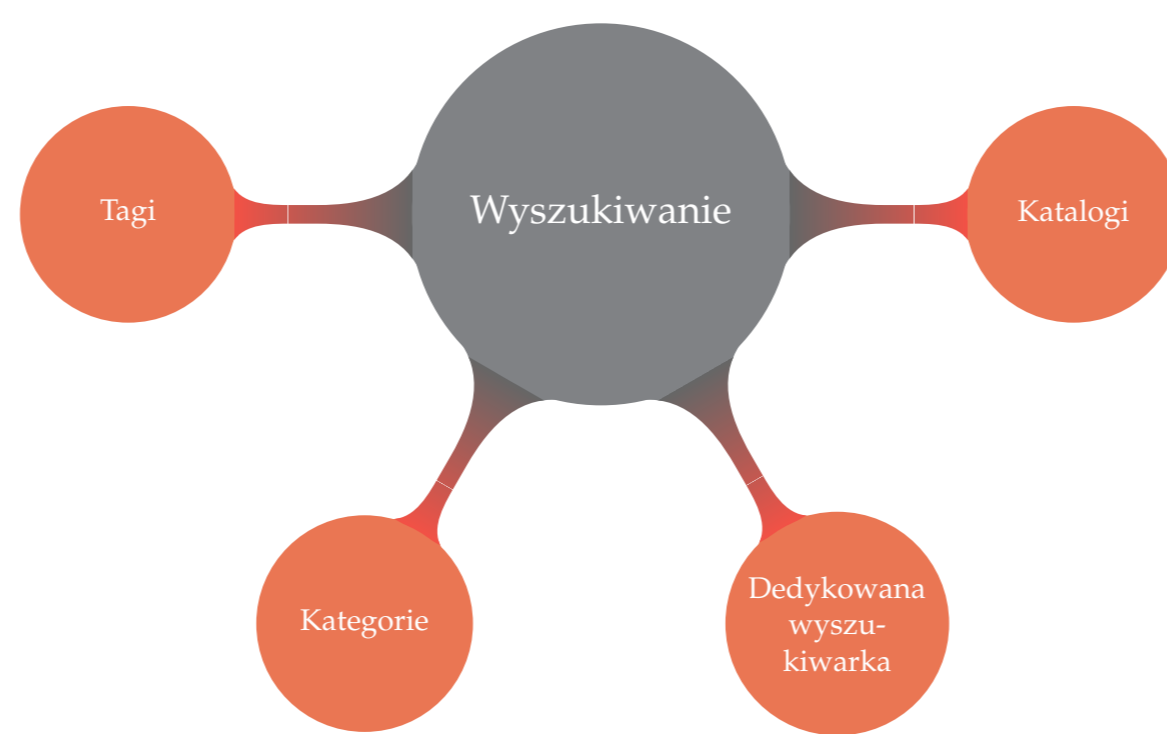 Wyszukiwanie
Tagi
Katalogi
Kategorie
Dedykowana
wyszu-
kiwarka